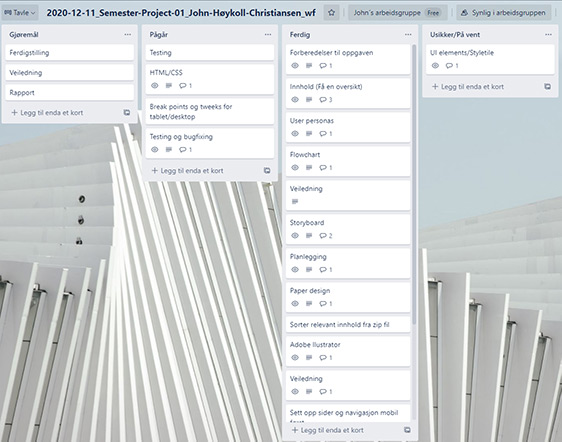 Tavle
2020-12-11_Semester-Project-01_John-Høykoll-Christiansen_wf
John's arbeidsgruppe
Free
Synlig i arbeidsgruppen
Gjøremål
Ferdigstilling
Veiledning
Rapport
+ Legg til enda et kort
Pågår
Testing
HTML/CSS
1
Break points og tweeks for
tablet/desktop
Testing og bugfixing
1
+ Legg til enda et kort
Ferdig
Forberedelser til oppgaven
1
Innhold (Få en oversikt)
3
User personas
1
Flowchart
1
Veiledning
Storyboard
2
Planlegging
1
Paper design
1
Sorter relevant innhold fra zip fil
Adobe Ilustrator
1
Veiledning
1
Sett opp sider og navigasjon mobil
+ Legg til enda et kort
Usikker/På vent
UI elements/Styletile
1
+ Legg til enda et kort